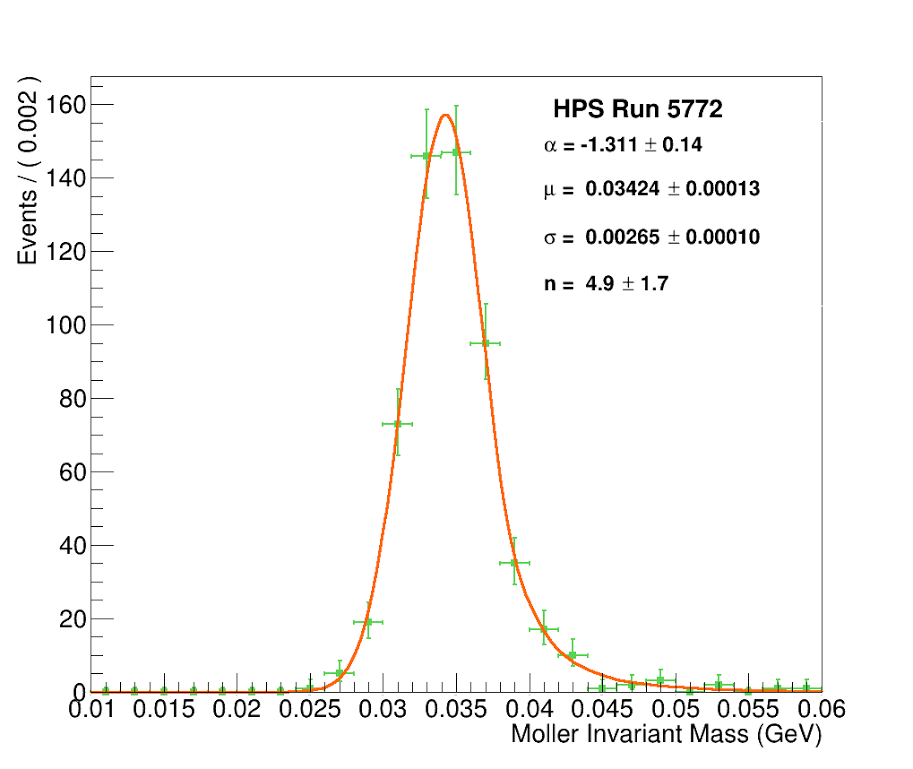 HPS Run 5772
α = -1.311 ± 0.14
μ = 0.03424 ± 0.00013
σ = 0.00265 ± 0.00010
n = 4.9 ± 1.7
Events / ( 0.002 )
160
140
120
100
80
60
40
20
0
0.01 0.015 0.02 0.025 0.03 0.035 0.04 0.045 0.05 0.055 0.06
Moller Invariant Mass (GeV)